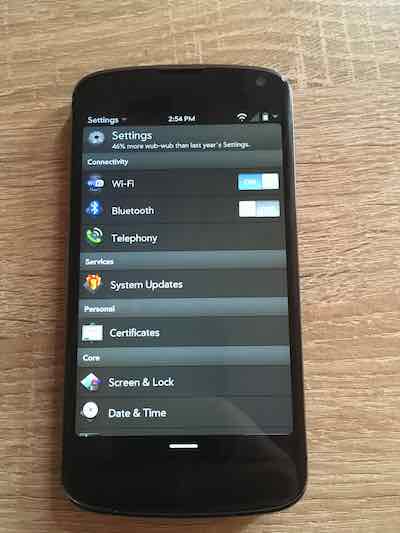 Settings
2:54 PM
Settings
46% more wub-wub than last year's Settings.
Connectivity
Wi-Fi
Bluetooth
Telephony
Services
System Updates
Personal
Certificates
Core
Screen & Lock
Date & Time